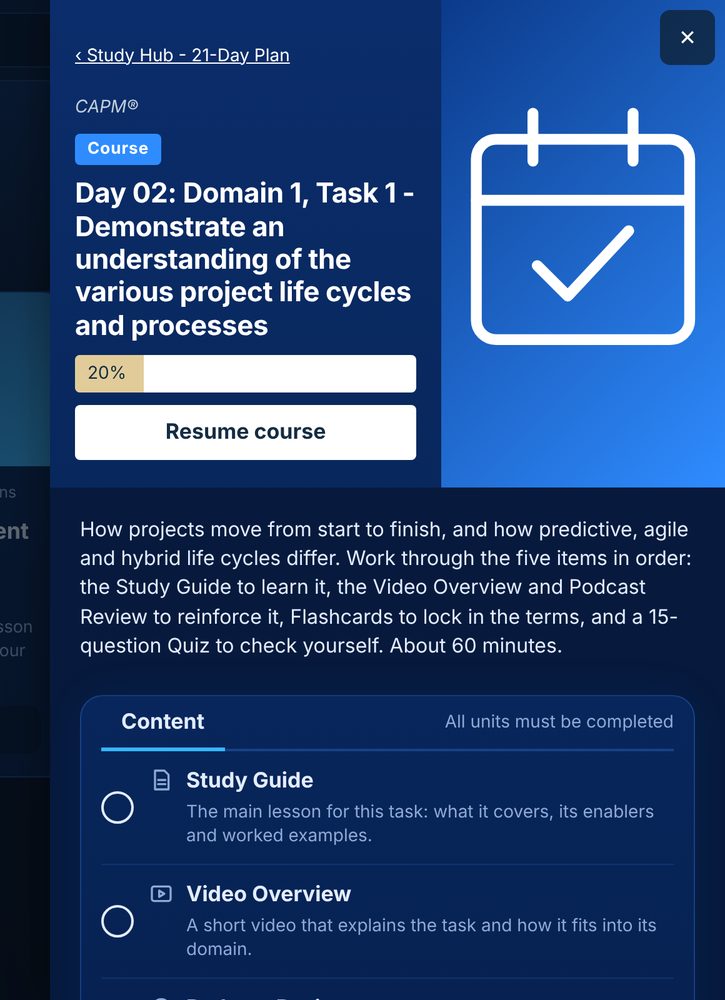 ‹ Study Hub - 21-Day Plan
CAPM®
Course
Day 02: Domain 1, Task 1 -
Demonstrate an
understanding of the
various project life cycles
and processes
20%
Resume course
How projects move from start to finish, and how predictive, agile
and hybrid life cycles differ. Work through the five items in order:
the Study Guide to learn it, the Video Overview and Podcast
Review to reinforce it, Flashcards to lock in the terms, and a 15-
question Quiz to check yourself. About 60 minutes.
Content
All units must be completed
Study Guide
The main lesson for this task: what it covers, its enablers
and worked examples.
Video Overview
A short video that explains the task and how it fits into its
domain.